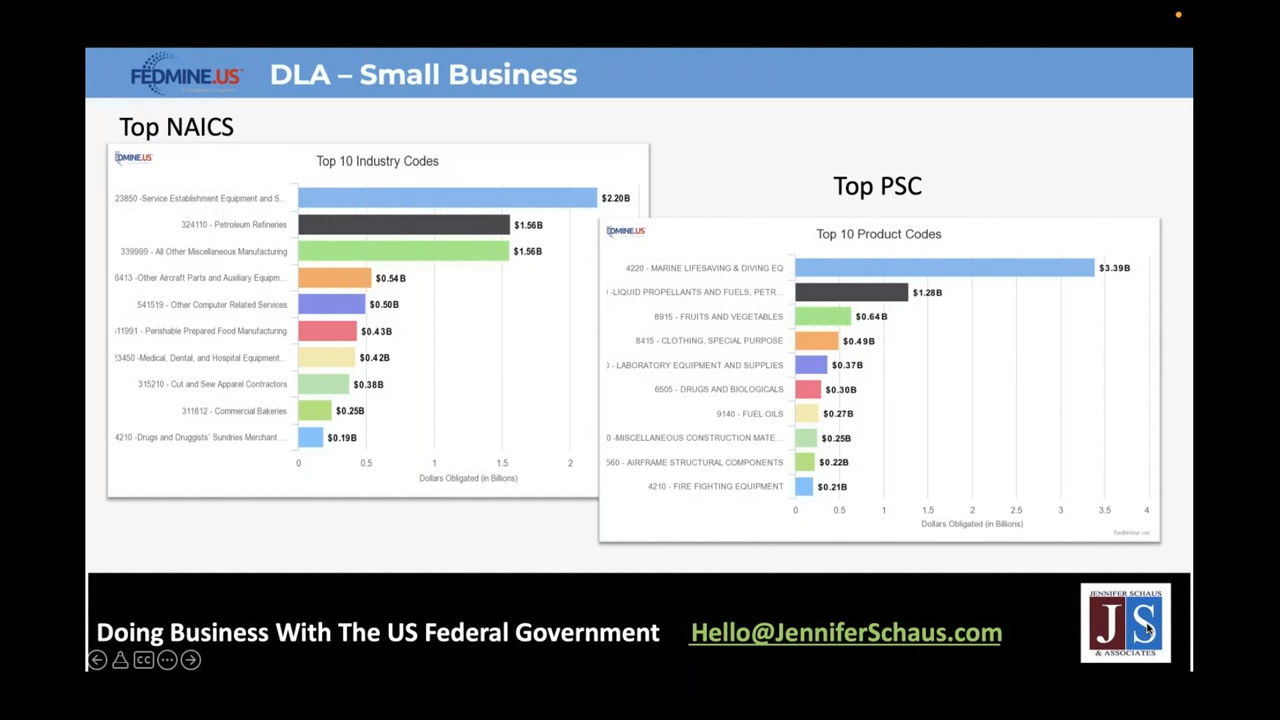 FEDMINE.US
DLA – Small Business
Top NAICS
Top 10 Industry Codes
23850 -Service Establishment Equipment and S...
$2.20B
324110 - Petroleum Refineries
$1.56B
339999 - All Other Miscellaneous Manufacturing
$1.56B
6413 -Other Aircraft Parts and Auxiliary Equipm...
$0.54B
541519 - Other Computer Related Services
$0.50B
11991 - Perishable Prepared Food Manufacturing
$0.43B
23450 -Medical, Dental, and Hospital Equipment...
$0.42B
315210 - Cut and Sew Apparel Contractors
$0.38B
311812 - Commercial Bakeries
$0.25B
4210 -Drugs and Druggists' Sundries Merchant ...
$0.19B
0 0.5 1 1.5 2
Dollars Obligated (in Billions)
Top PSC
DMINE.US
Top 10 Product Codes
4220 - MARINE LIFESAVING & DIVING EQ
$3.39B
-LIQUID PROPELLANTS AND FUELS, PETR...
$1.28B
8915 - FRUITS AND VEGETABLES
$0.64B
8415 - CLOTHING, SPECIAL PURPOSE
$0.49B
- LABORATORY EQUIPMENT AND SUPPLIES
$0.37B
6505 - DRUGS AND BIOLOGICALS
$0.30B
9140 - FUEL OILS
$0.27B
0 -MISCELLANEOUS CONSTRUCTION MATE...
$0.25B
560 - AIRFRAME STRUCTURAL COMPONENTS
$0.22B
4210 - FIRE FIGHTING EQUIPMENT
$0.21B
0 0.5 1 1.5 2 2.5 3 3.5 4
Dollars Obligated (in Billions)
Fedmine.us
Doing Business With The US Federal Government
Hello@JenniferSchaus.com
JENNIFER SCHAUS
JS
& ASSOCIATES
CC